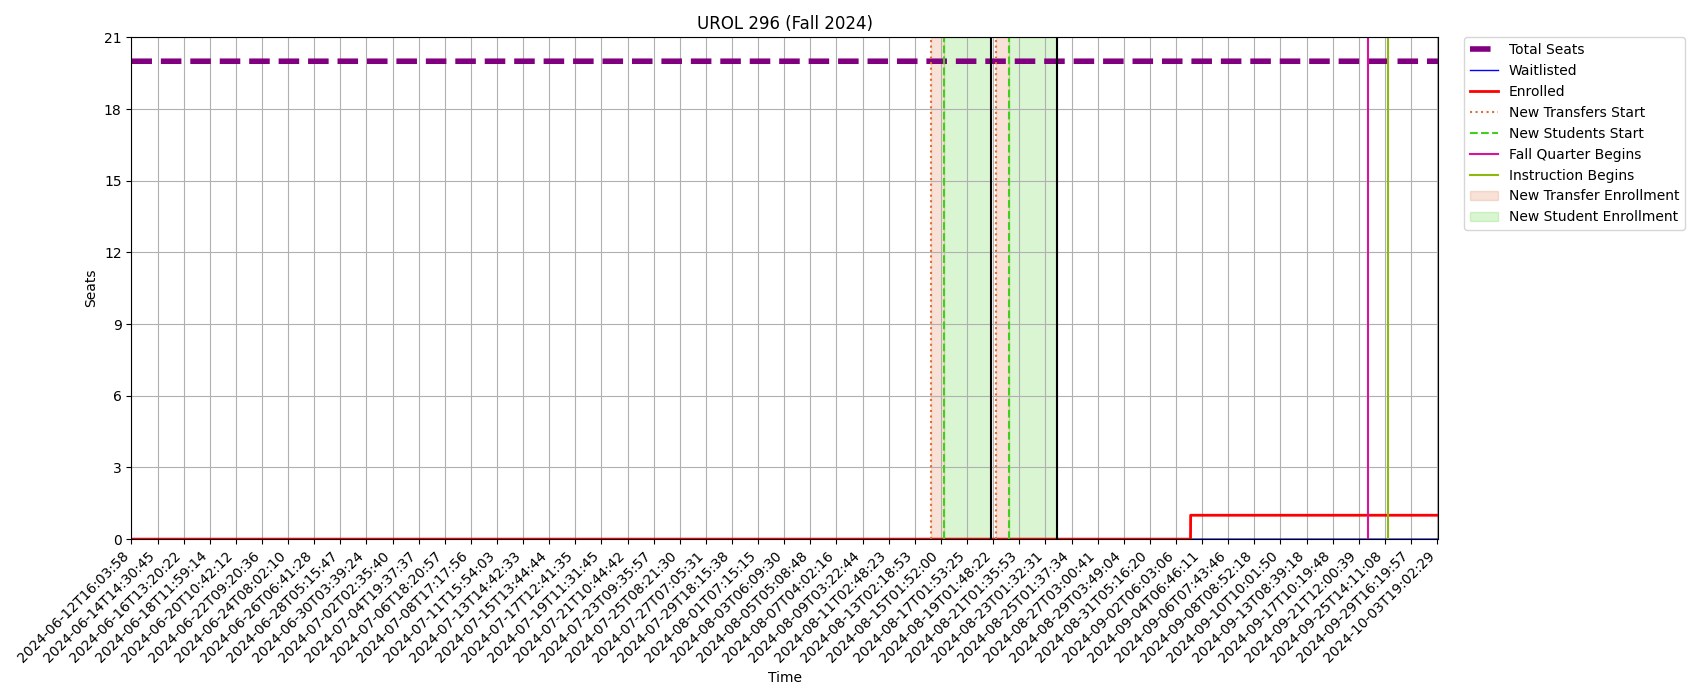 UROL 296 (Fall 2024)
21
18
15
12
9
6
3
0
Seats
2024-06-12T16:03:58
2024-06-14T14:30:45
2024-06-16T13:20:22
2024-06-18T11:59:14
2024-06-20T10:42:12
2024-06-22T09:20:36
2024-06-24T08:02:10
2024-06-26T06:41:28
2024-06-28T05:15:47
2024-06-30T03:39:24
2024-07-02T02:35:40
2024-07-04T19:37:37
2024-07-06T18:20:57
2024-07-08T17:17:56
2024-07-11T15:54:03
2024-07-13T14:42:33
2024-07-15T13:44:44
2024-07-17T12:41:35
2024-07-19T11:31:45
2024-07-21T10:44:42
2024-07-23T09:35:57
2024-07-25T08:21:30
2024-07-27T07:05:31
2024-07-29T18:15:38
2024-08-01T07:15:15
2024-08-03T06:09:30
2024-08-05T05:08:48
2024-08-07T04:02:16
2024-08-09T03:22:44
2024-08-11T02:48:23
2024-08-13T02:18:53
2024-08-15T01:52:00
2024-08-17T01:53:25
2024-08-19T01:48:22
2024-08-21T01:35:53
2024-08-23T01:32:31
2024-08-25T01:37:34
2024-08-27T03:00:41
2024-08-29T03:49:04
2024-08-31T05:16:20
2024-09-02T06:03:06
2024-09-04T06:46:11
2024-09-06T07:43:46
2024-09-08T08:52:18
2024-09-10T10:01:50
2024-09-13T08:39:18
2024-09-17T10:19:48
2024-09-21T12:00:39
2024-09-25T14:11:08
2024-09-29T16:19:57
2024-10-03T19:02:29
Time
Total Seats
Waitlisted
Enrolled
New Transfers Start
New Students Start
Fall Quarter Begins
Instruction Begins
New Transfer Enrollment
New Student Enrollment